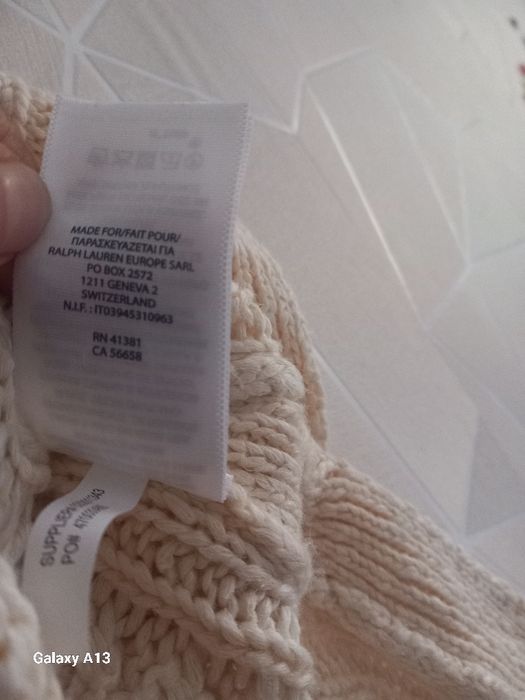 MADE FOR/FAIT POUR/
ΠΑΡΑΣΚΕΥΑΖΕΤΑΙ ΓΙΑ
RALPH LAUREN EUROPE SARL
PO BOX 2572
1211 GENEVA 2
SWITZERLAND
N.I.F. : IT03945310963
RN 41381
CA 56658
PO#
Galaxy A13